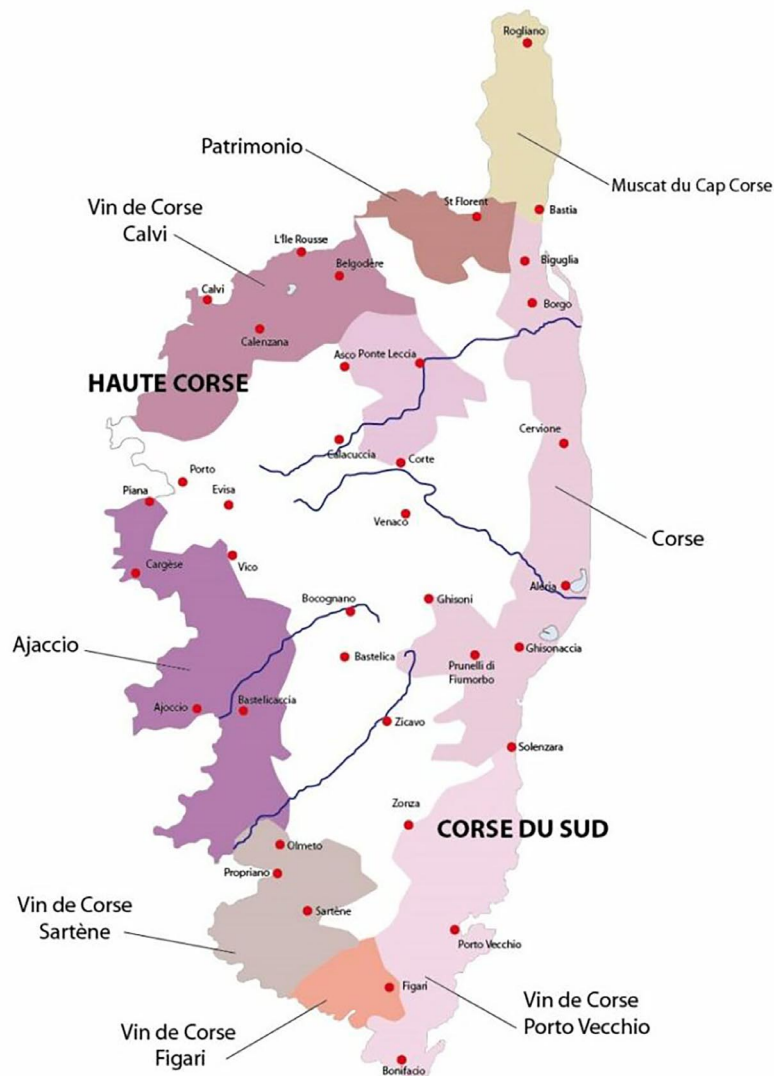 Rogliano
Patrimonio
Muscat du Cap Corse
St Florent
Bastia
Vin de Corse
Calvi
L'Ile Rousse
Belgodère
Biguglia
Calvi
Borgo
Calenzana
Asco
Ponte Leccia
HAUTE CORSE
Cervione
Calacuccia
Corte
Porto
Piana
Evisa
Venaco
Corse
Vico
Cargèse
Aléria
Ghisoni
Bocognano
Ajaccio
Bastelica
Prunelli di
Fiumorbo
Ghisonaccia
Ajoccio
Bastelicaccia
Zicavo
Solenzara
Zonza
CORSE DU SUD
Olmeto
Propriano
Vin de Corse
Sartène
Sartène
Porto Vecchio
Figari
Vin de Corse
Porto Vecchio
Vin de Corse
Figari
Bonifacio